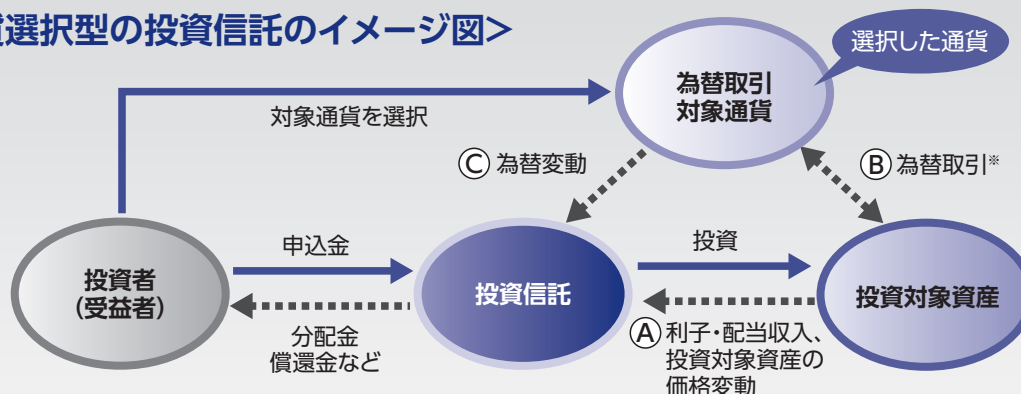 選択型の投資信託のイメージ図>
選択した通貨
為替取引
対象通貨
対象通貨を選択
Ⓒ 為替変動
Ⓑ 為替取引※
申込金
投資
投資者
(受益者)
投資信託
投資対象資産
分配金
償還金など
Ⓐ 利子・配当収入、
投資対象資産の
価格変動